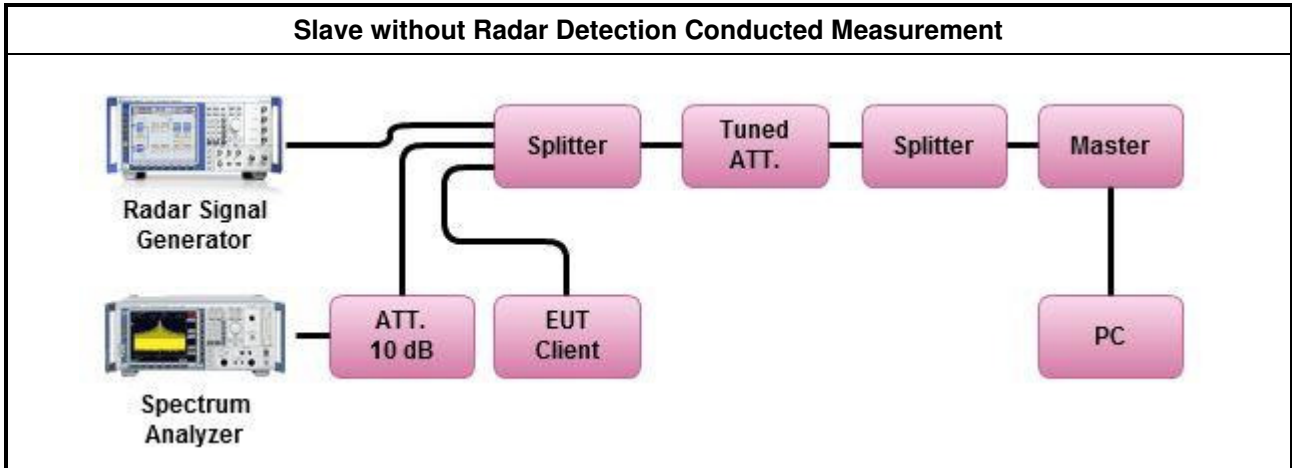 Slave without Radar Detection Conducted Measurement
Radar Signal
Generator
Splitter
Tuned
ATT.
Splitter
Master
Spectrum
Analyzer
ATT.
10 dB
EUT
Client
PC